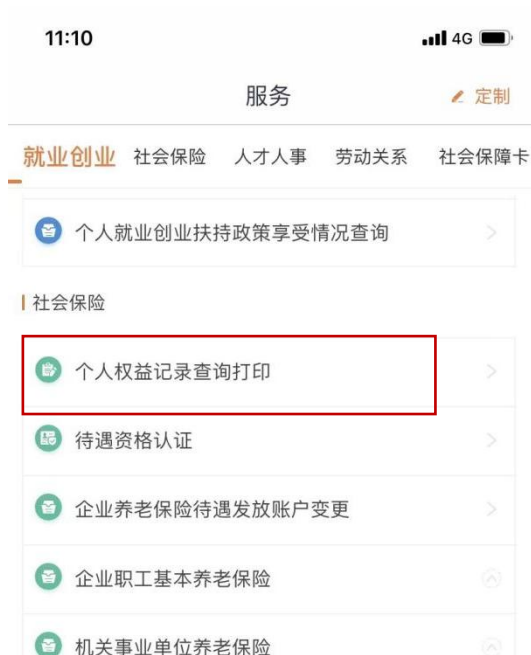 11:10 4G
服务 定制
就业创业 社会保险 人才人事 劳动关系 社会保障卡
个人就业创业扶持政策享受情况查询
社会保险
个人权益记录查询打印
待遇资格认证
企业养老保险待遇发放账户变更
企业职工基本养老保险
机关事业单位养老保险